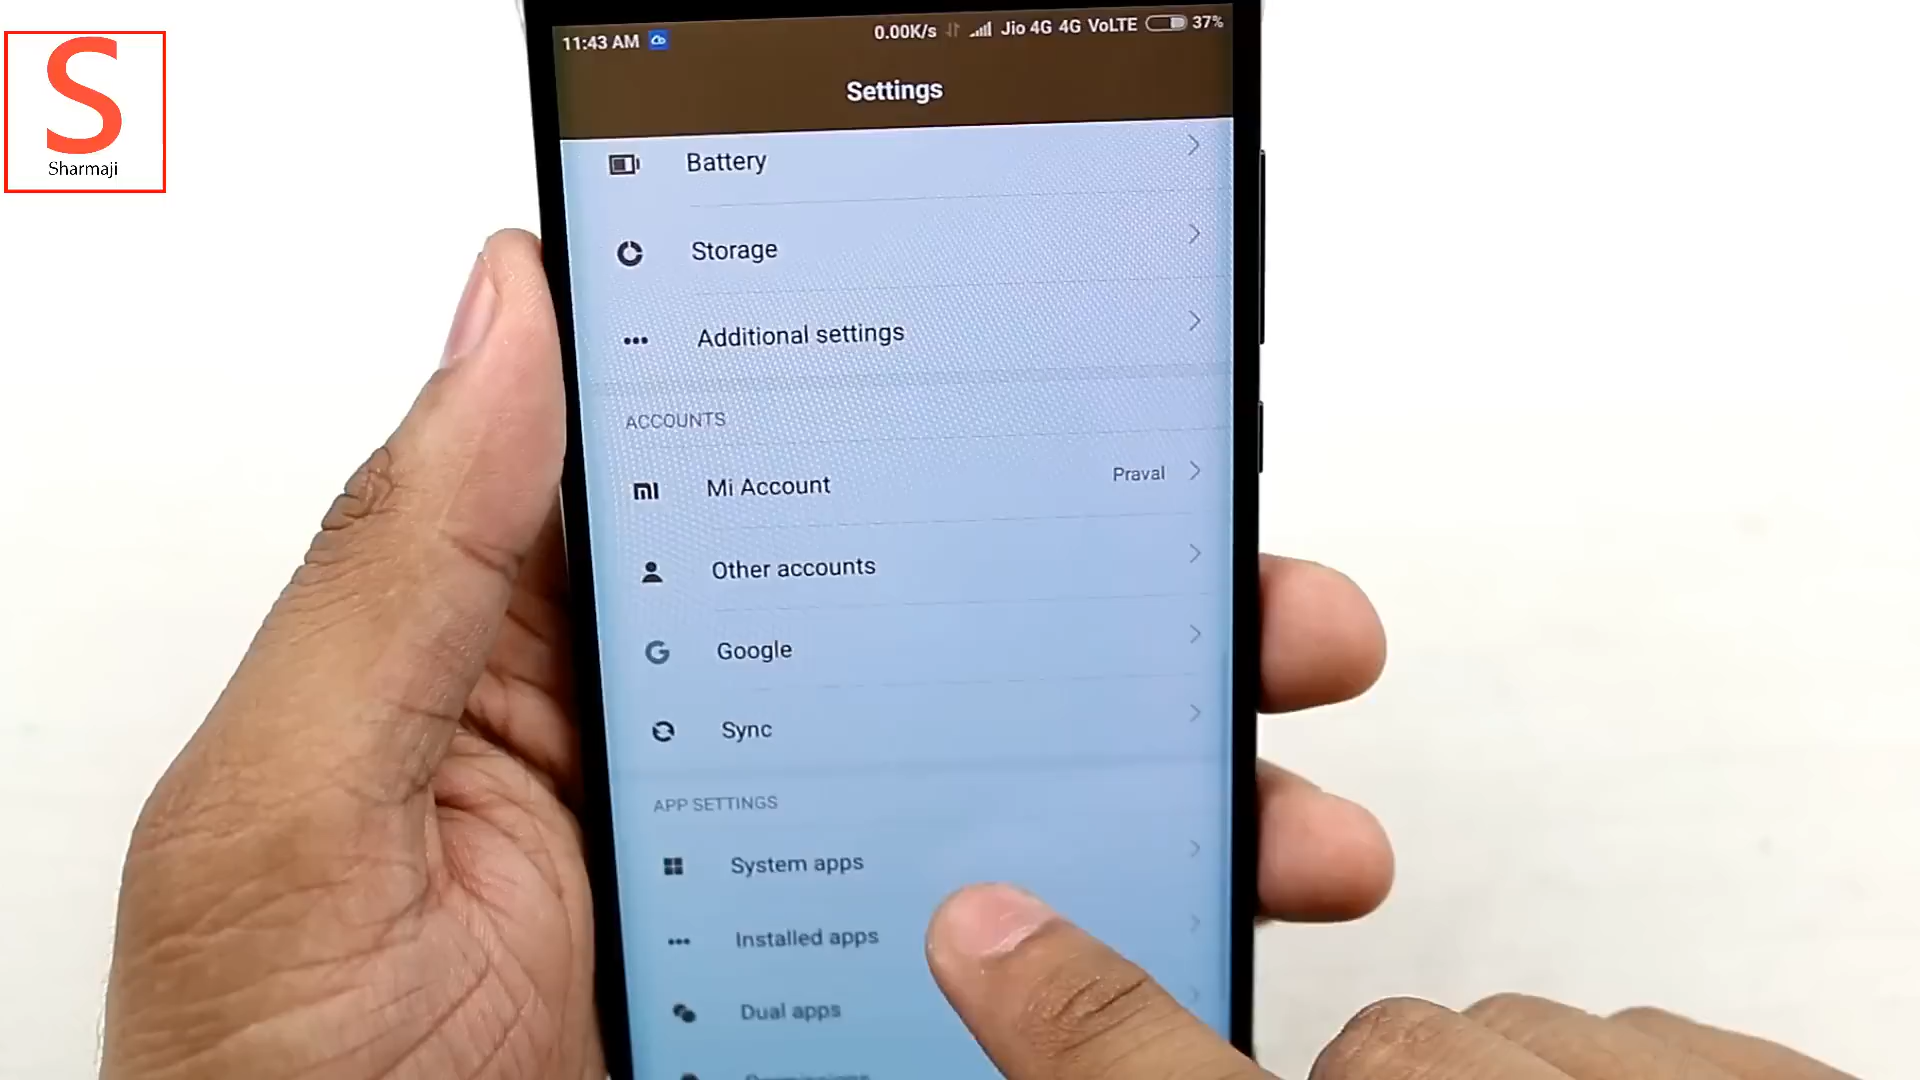 S
Sharmaji
11:43 AM 0.00K/s Jio 4G 4G VoLTE 37%
Settings
Battery
Storage
Additional settings
ACCOUNTS
Mi Account Praval
Other accounts
Google
Sync
APP SETTINGS
System apps
Installed apps
Dual apps
Permissions